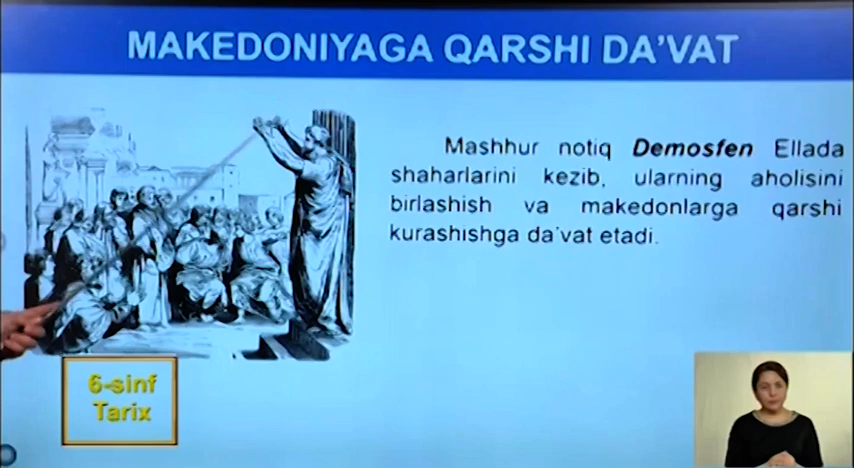 MAKEDONIYAGA QARSHI DA’VAT
Mashhur notiq Demosfen Ellada
shaharlarini kezib, ularning aholisini
birlashish va makedonlarga qarshi
kurashishga da’vat etadi.
6-sinf
Tarix